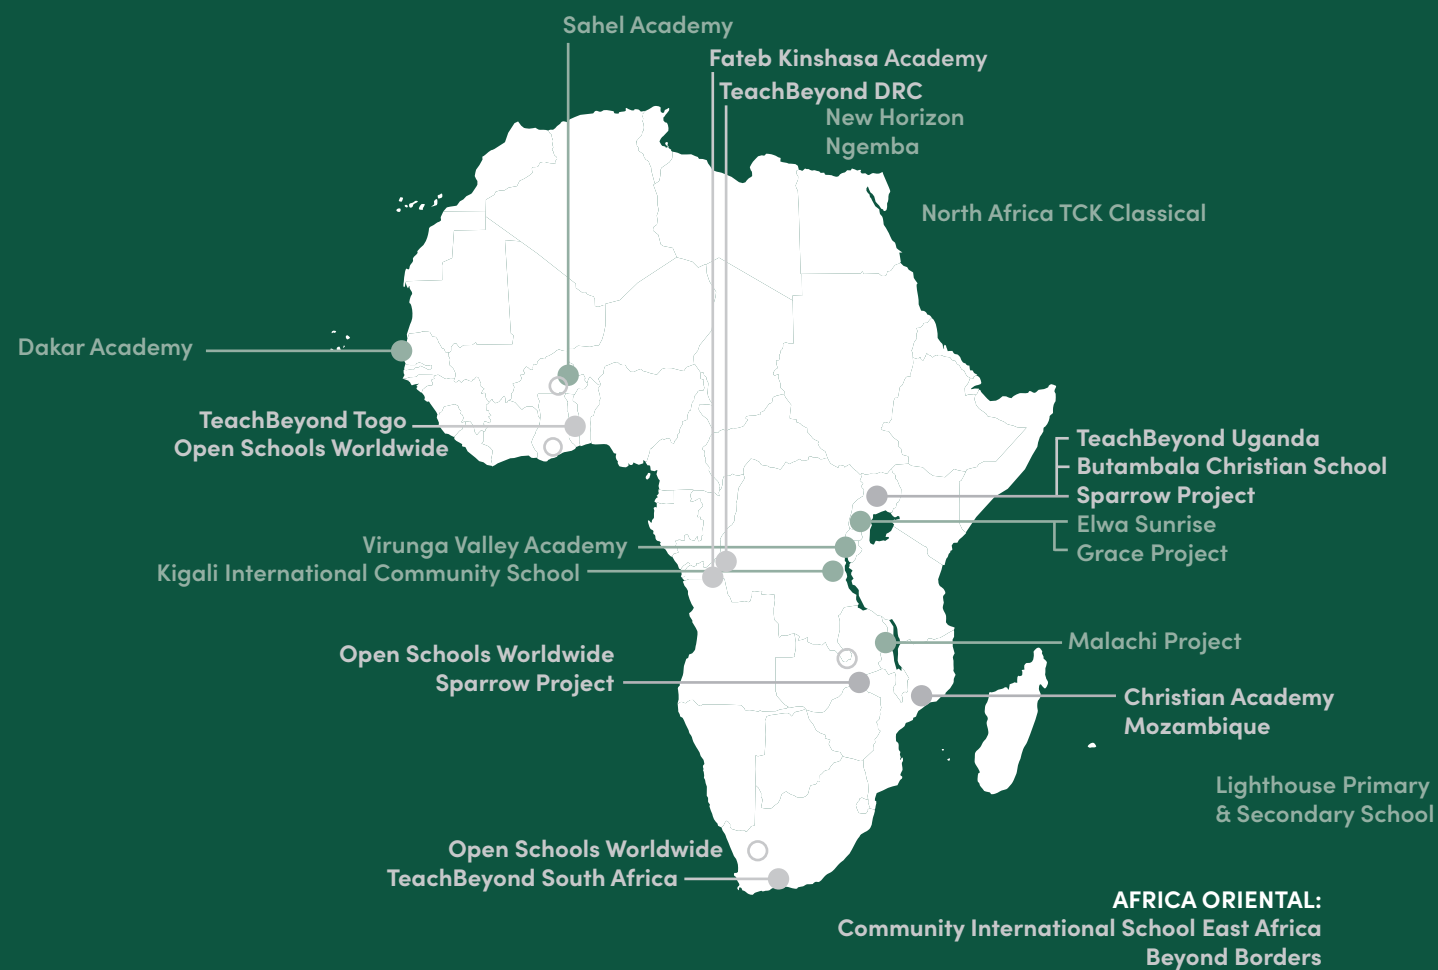 Sahel Academy
Fateb Kinshasa Academy
TeachBeyond DRC
New Horizon
Ngemba
North Africa TCK Classical
Dakar Academy
TeachBeyond Togo
Open Schools Worldwide
TeachBeyond Uganda
Butambala Christian School
Sparrow Project
Elwa Sunrise
Grace Project
Virunga Valley Academy
Kigali International Community School
Malachi Project
Open Schools Worldwide
Sparrow Project
Christian Academy
Mozambique
Lighthouse Primary
& Secondary School
Open Schools Worldwide
TeachBeyond South Africa
AFRICA ORIENTAL:
Community International School East Africa
Beyond Borders